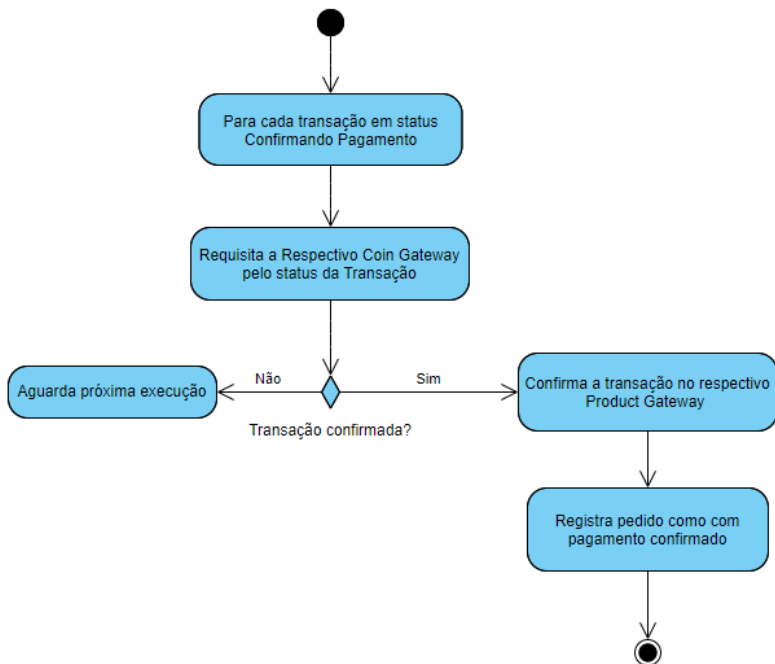 Para cada transação em status
Confirmando Pagamento
Requisita a Respectivo Coin Gateway
pelo status da Transação
Aguarda próxima execução
Não
Sim
Transação confirmada?
Confirma a transação no respectivo
Product Gateway
Registra pedido como com
pagamento confirmado